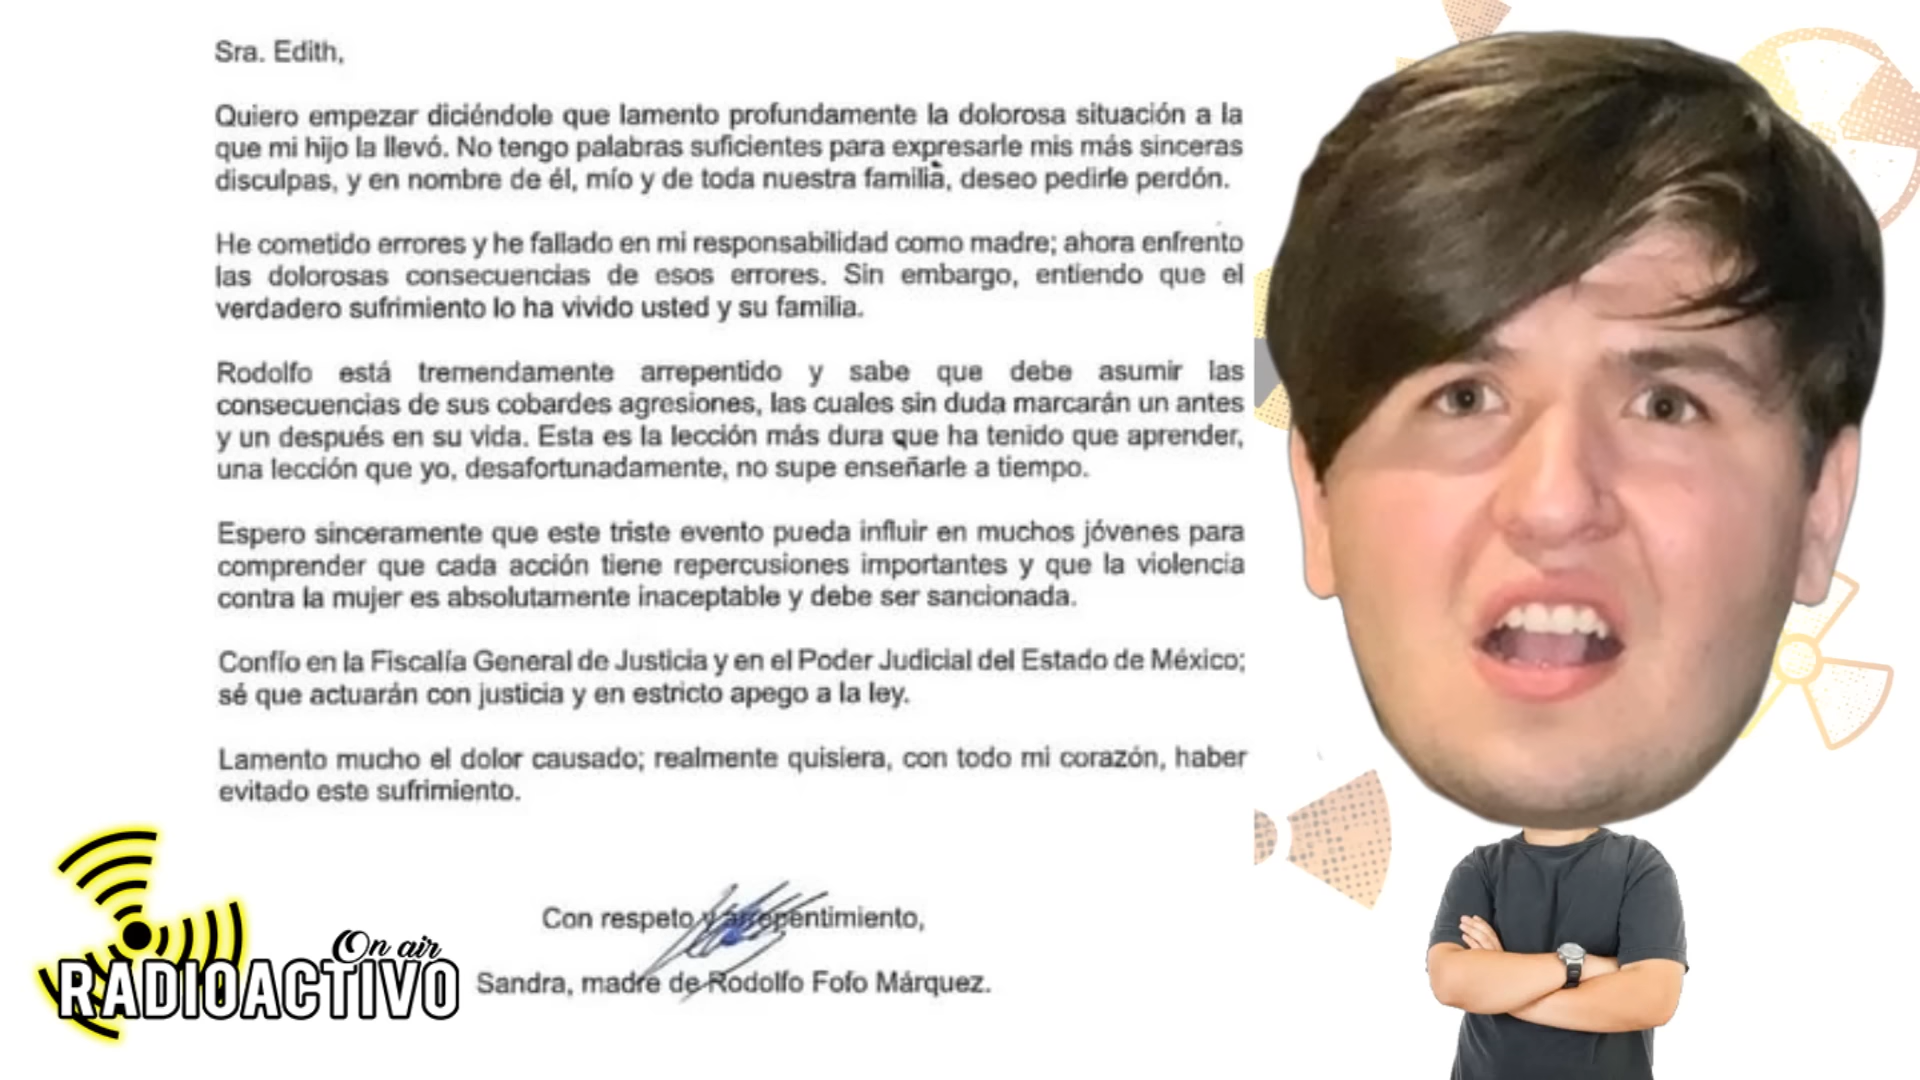 Sra. Edith,
Quiero empezar diciéndole que lamento profundamente la dolorosa situación a la
que mi hijo la llevó. No tengo palabras suficientes para expresarle mis más sinceras
disculpas, y en nombre de él, mío y de toda nuestra familia, deseo pedirle perdón.
He cometido errores y he fallado en mi responsabilidad como madre; ahora enfrento
las dolorosas consecuencias de esos errores. Sin embargo, entiendo que el
verdadero sufrimiento lo ha vivido usted y su familia.
Rodolfo está tremendamente arrepentido y sabe que debe asumir las
consecuencias de sus cobardes agresiones, las cuales sin duda marcarán un antes
y un después en su vida. Esta es la lección más dura que ha tenido que aprender,
una lección que yo, desafortunadamente, no supe enseñarle a tiempo.
Espero sinceramente que este triste evento pueda influir en muchos jóvenes para
comprender que cada acción tiene repercusiones importantes y que la violencia
contra la mujer es absolutamente inaceptable y debe ser sancionada.
Confío en la Fiscalía General de Justicia y en el Poder Judicial del Estado de México;
sé que actuarán con justicia y en estricto apego a la ley.
Lamento mucho el dolor causado; realmente quisiera, con todo mi corazón, haber
evitado este sufrimiento.
Con respeto y arrepentimiento,
Sandra, madre de Rodolfo Fofo Márquez.
On air
RADIOACTIVO